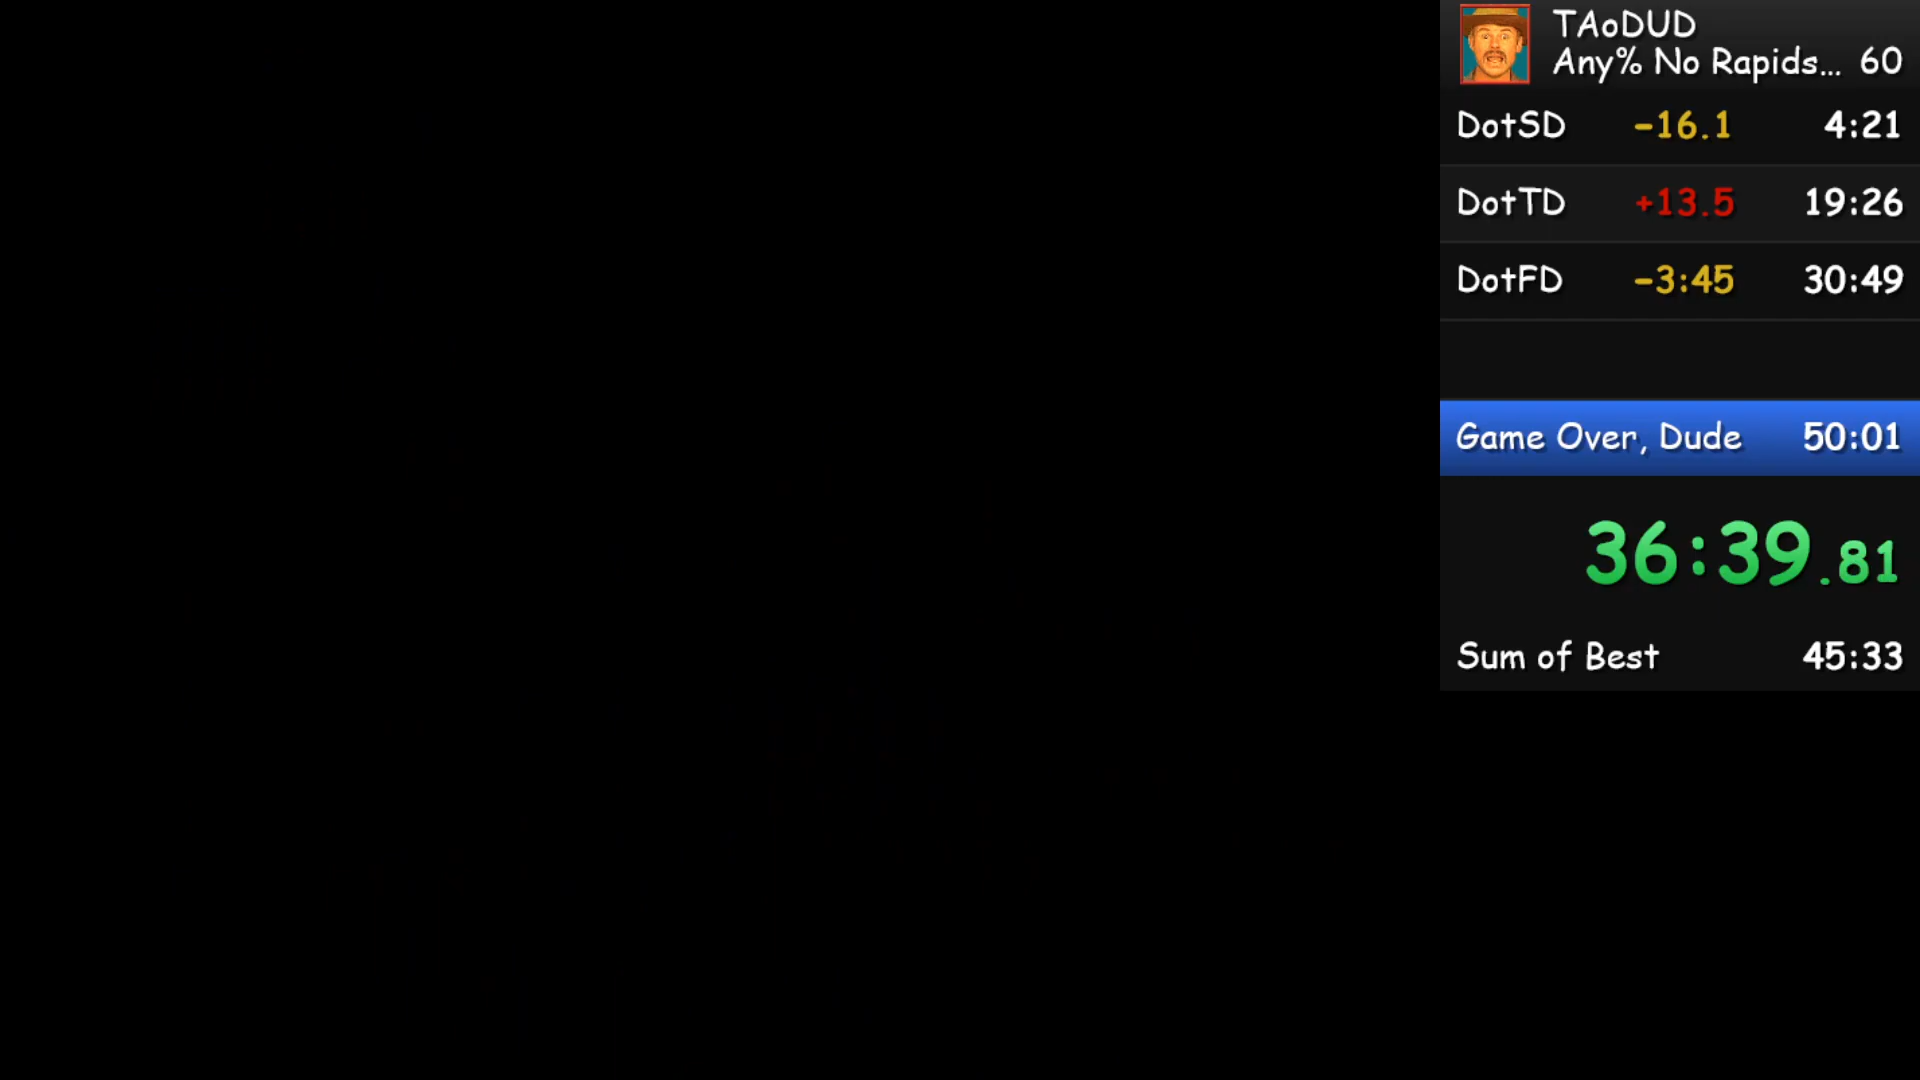 TAoDUD
Any% No Rapids... 60
DotSD -16.1 4:21
DotTD +13.5 19:26
DotFD -3:45 30:49
Game Over, Dude 50:01
36:39.81
Sum of Best 45:33